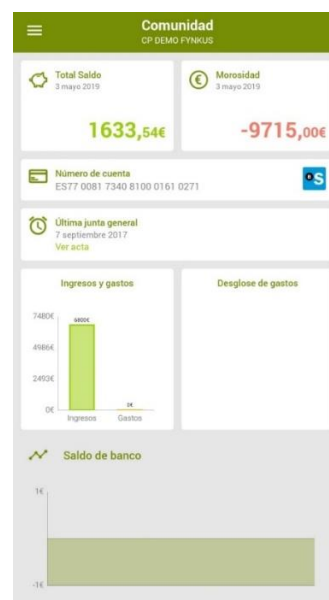 Comunidad
CP DEMO FYNKUS
Total Saldo
3 mayo 2019
1633,54€
Morosidad
3 mayo 2019
-9715,00€
Número de cuenta
ES77 0081 7340 8100 0161 0271
S
Última junta general
7 septiembre 2017
Ver acta
Ingresos y gastos
7480€
6800€
4986€
2493€
0€
0€
Ingresos
Gastos
Desglose de gastos
Saldo de banco
1€
-1€